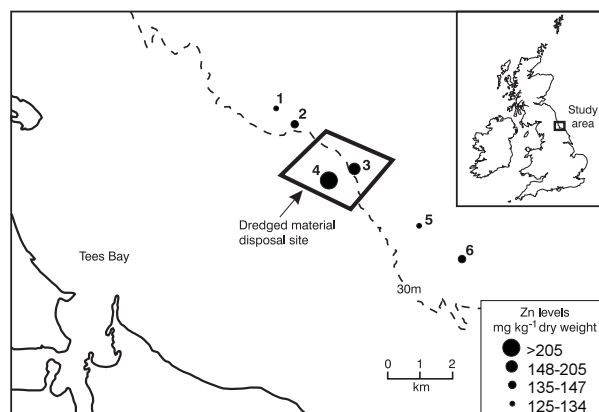 Study
area
1
2
3
4
Dredged material
disposal site
5
6
Tees Bay
30m
0 1 2
km
Zn levels
mg kg⁻¹ dry weight
>205
148-205
135-147
125-134